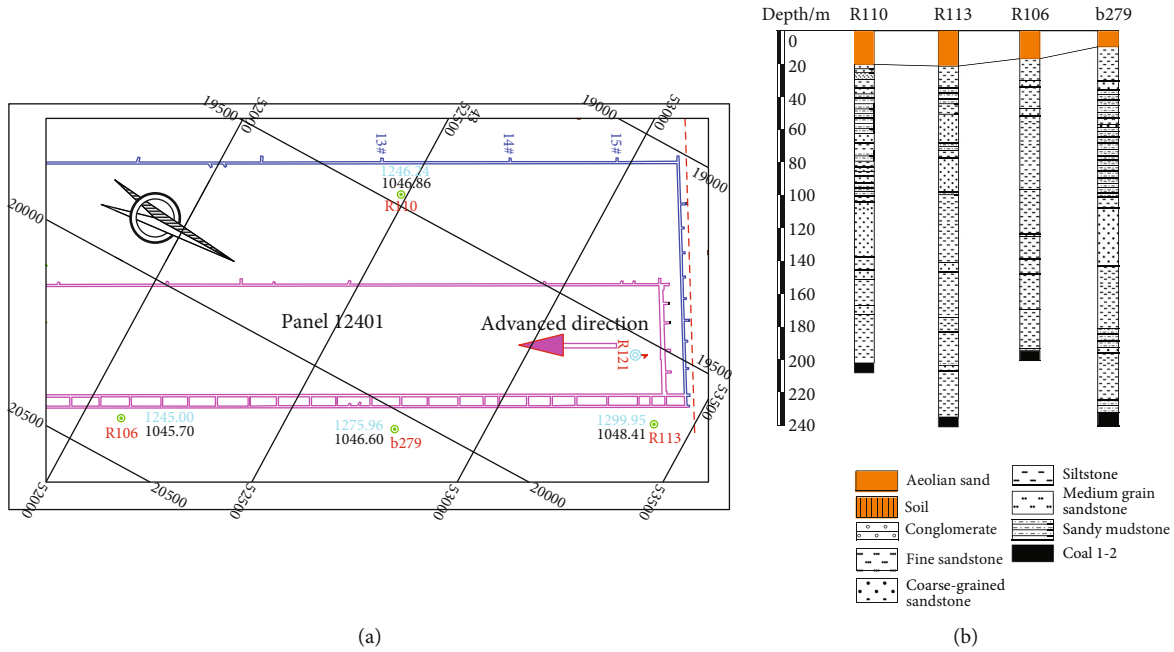 19500
52000
52500
43
19000
53000
13#
14#
15#
1246.24
1046.86
R110
19000
20000
Panel 12401
Advanced direction
R121
19500
53500
20500
R106
1245.00
1045.70
1275.96
1046.60
b279
1299.95
1048.41
R113
52000
20500
52500
53000
20000
53500
(a)
Depth/m
R110
R113
R106
b279
0
20
40
60
80
100
120
140
160
180
200
220
240
Aeolian sand
Soil
Conglomerate
Fine sandstone
Coarse-grained
sandstone
Siltstone
Medium grain
sandstone
Sandy mudstone
Coal 1-2
(b)